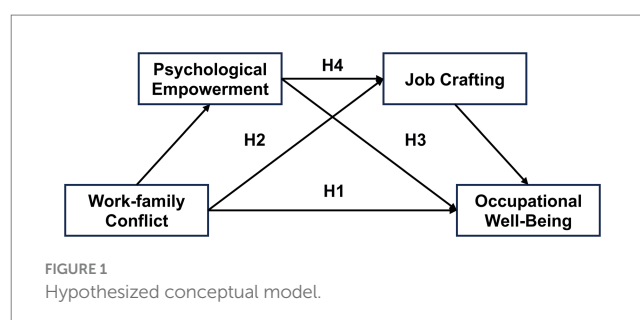 Psychological
Empowerment
H4
Job Crafting
H2
H3
Work-family
Conflict
H1
Occupational
Well-Being
FIGURE 1
Hypothesized conceptual model.